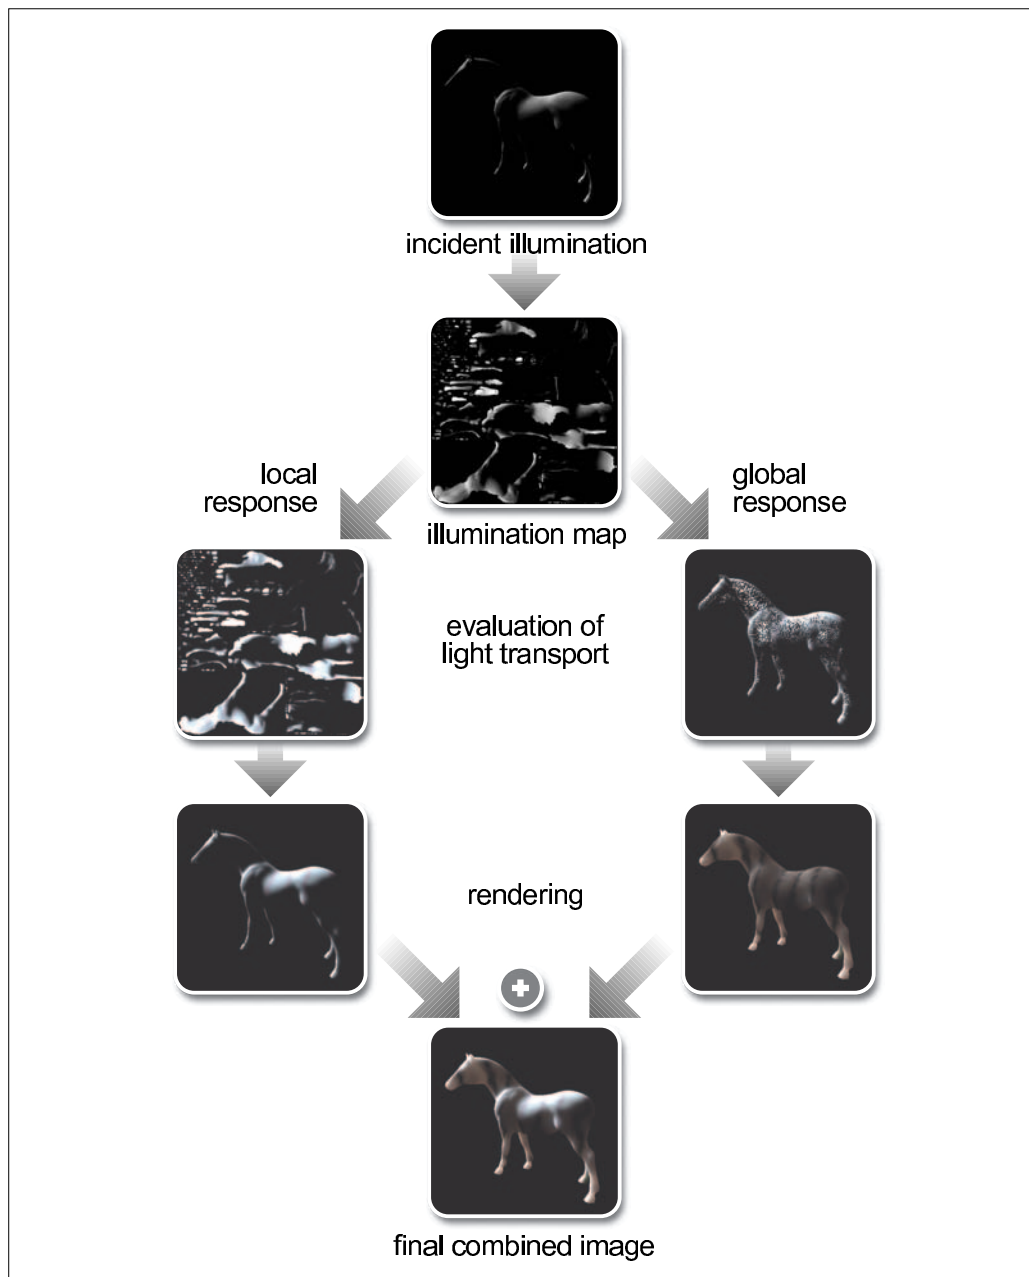 incident illumination
local
response
global
response
illumination map
evaluation of
light transport
rendering
final combined image